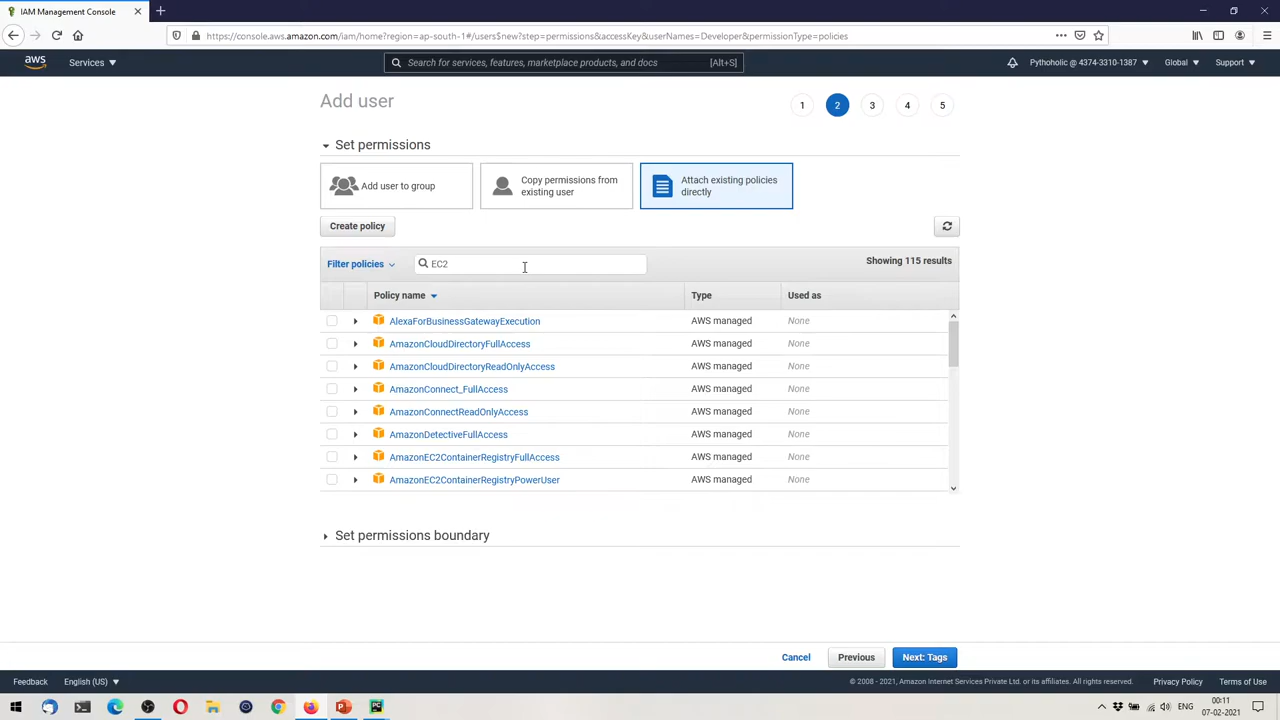 IAM Management Console
https://console.aws.amazon.com/iam/home?region=ap-south-1#/users$new?step=permissions&accessKey&userNames=Developer&permissionType=policies
aws
Services
Search for services, features, marketplace products, and docs
[Alt+S]
Pythoholic @ 4374-3310-1387
Global
Support
Add user
1
2
3
4
5
Set permissions
Add user to group
Copy permissions from
existing user
Attach existing policies
directly
Create policy
Filter policies
EC2
Showing 115 results
Policy name
Type
Used as
AlexaForBusinessGatewayExecution AWS managed None
AmazonCloudDirectoryFullAccess AWS managed None
AmazonCloudDirectoryReadOnlyAccess AWS managed None
AmazonConnect_FullAccess AWS managed None
AmazonConnectReadOnlyAccess AWS managed None
AmazonDetectiveFullAccess AWS managed None
AmazonEC2ContainerRegistryFullAccess AWS managed None
AmazonEC2ContainerRegistryPowerUser AWS managed None
Set permissions boundary
Cancel
Previous
Next: Tags
Feedback
English (US)
© 2008 - 2021, Amazon Internet Services Private Ltd. or its affiliates. All rights reserved.
Privacy Policy
Terms of Use
ENG
00:11
07-02-2021